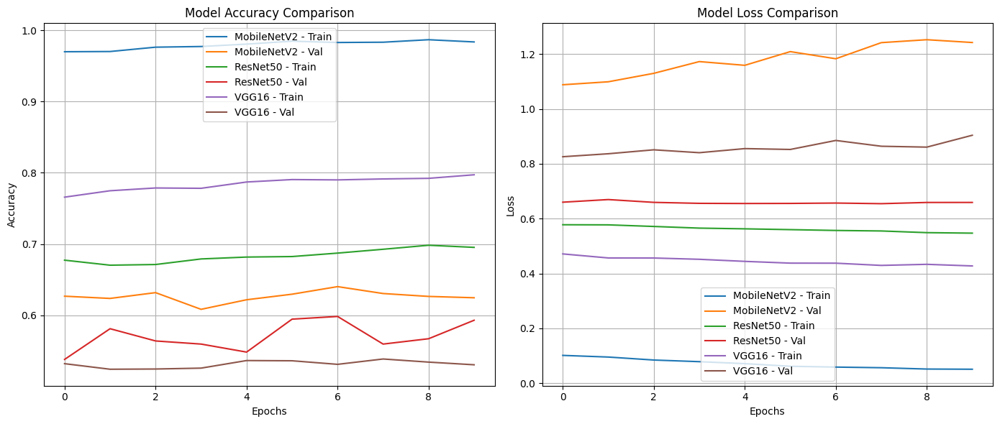 Model Accuracy Comparison
1.0
0.9
0.8
0.7
0.6
Accuracy
MobileNetV2 - Train
MobileNetV2 - Val
ResNet50 - Train
ResNet50 - Val
VGG16 - Train
VGG16 - Val
0 2 4 6 8
Epochs
Model Loss Comparison
1.2
1.0
0.8
0.6
0.4
0.2
0.0
Loss
MobileNetV2 - Train
MobileNetV2 - Val
ResNet50 - Train
ResNet50 - Val
VGG16 - Train
VGG16 - Val
0 2 4 6 8
Epochs